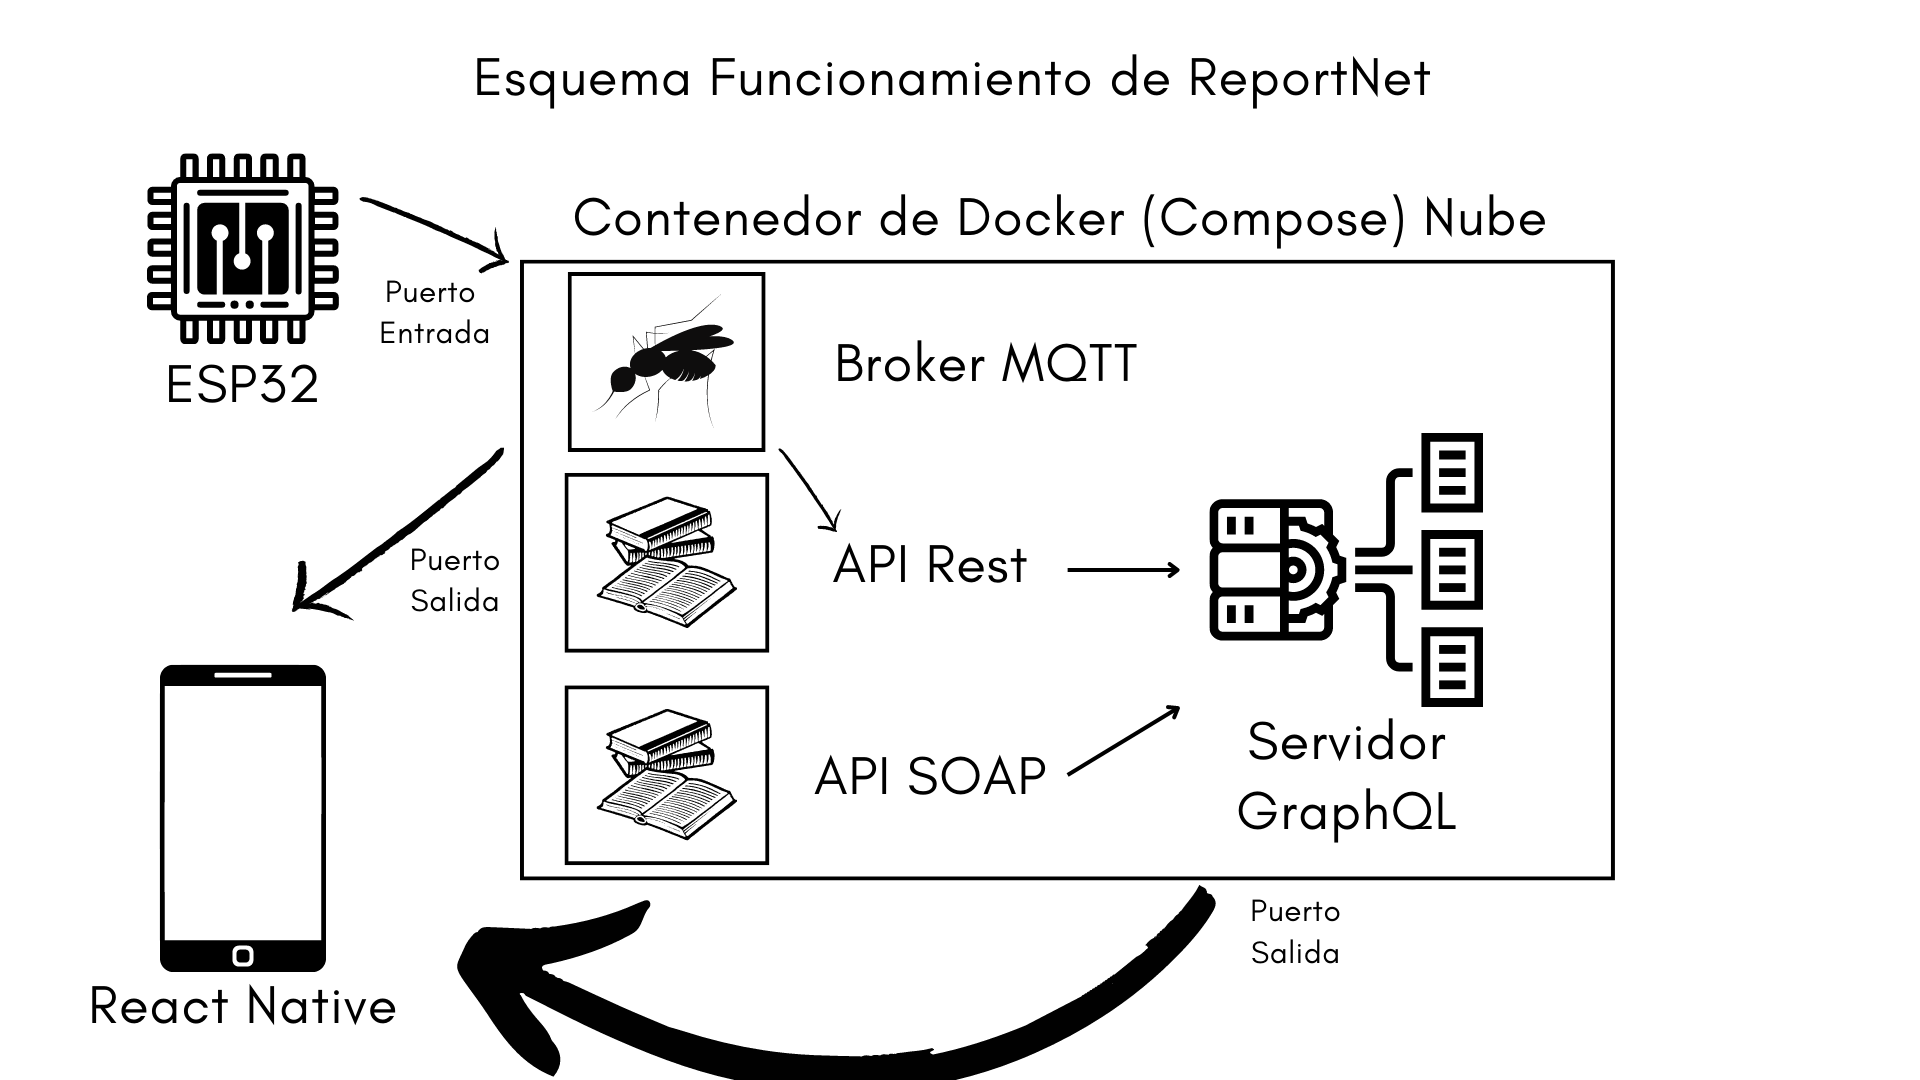 Esquema Funcionamiento de ReportNet
Contenedor de Docker (Compose) Nube
Puerto
Entrada
ESP32
Broker MQTT
Puerto
Salida
API Rest
API SOAP
Servidor
GraphQL
Puerto
Salida
React Native